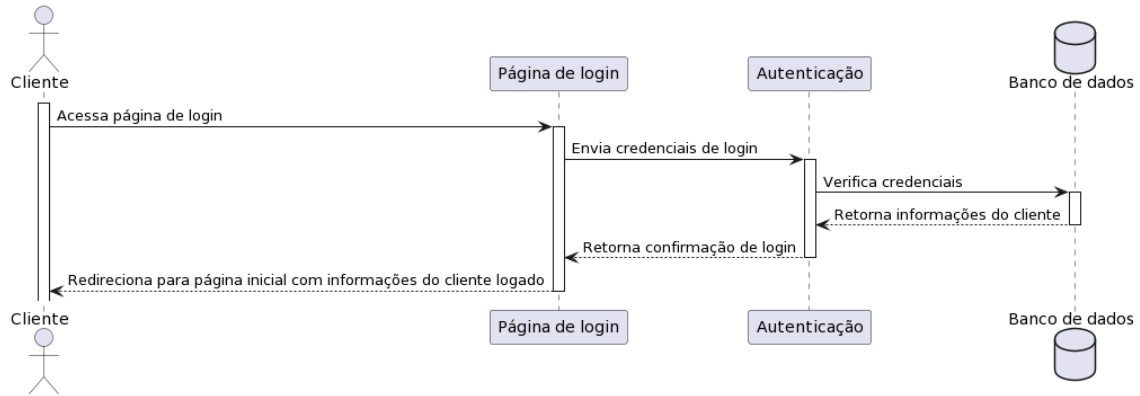 Cliente
Página de login
Autenticação
Banco de dados
Acessa página de login
Envia credenciais de login
Verifica credenciais
Retorna informações do cliente
Retorna confirmação de login
Redireciona para página inicial com informações do cliente logado
Cliente
Página de login
Autenticação
Banco de dados